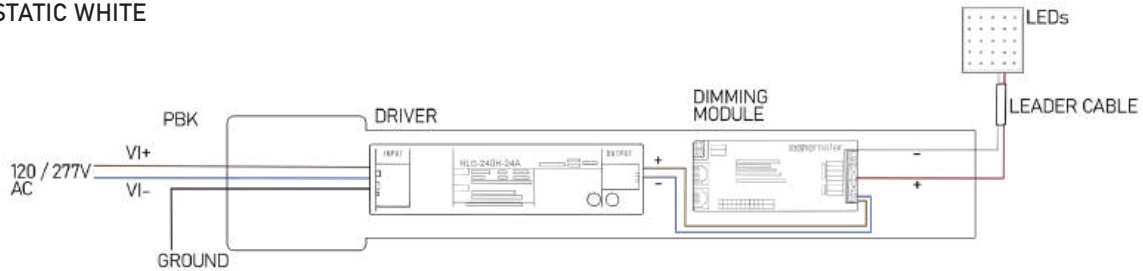 STATIC WHITE
LEDs
LEADER CABLE
DIMMING
MODULE
DRIVER
PBK
120 / 277V
AC
VI+
VI–
GROUND
INPUT
HLG-240H-24A
OUTPUT
+
–
–
+